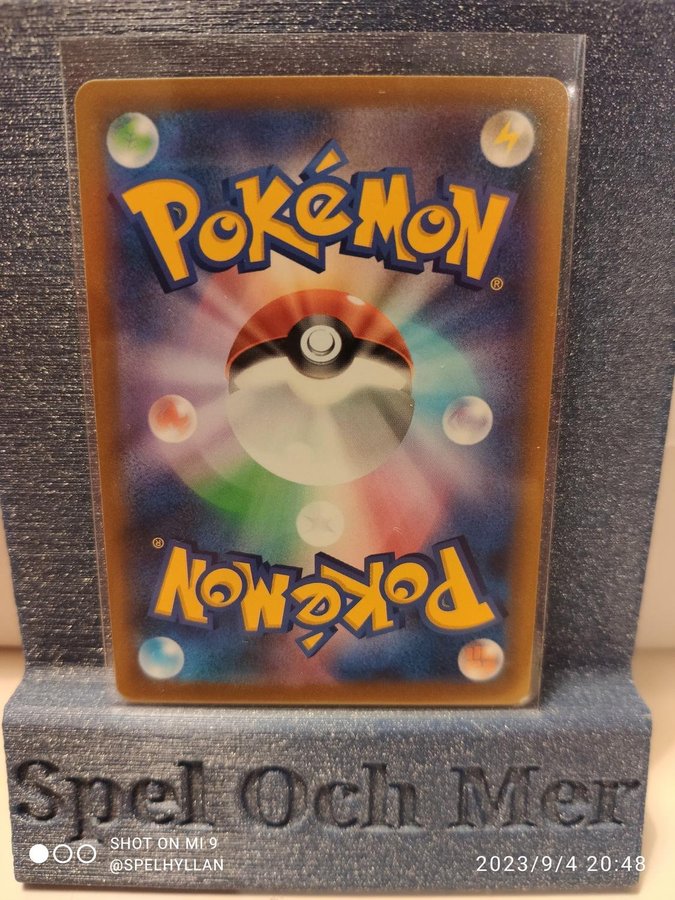 POKéMON
®
®
POKéMON
Spel Och Mer
SHOT ON MI 9
@SPELHYLLAN
2023/9/4 20:48